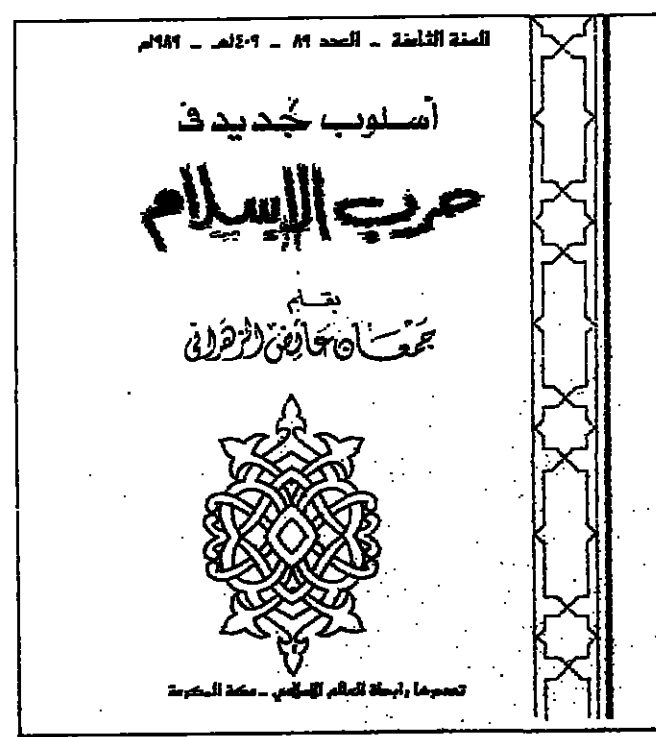 السنة الثامنة - العدد ٨٩ - ١٤٠٩هـ - ١٩٨٩م
أسلوب جديد في
حرب الإسلام
بقلم
جمعان عائض الزهراني
تصدرها رابطة العالم الإسلامي - مكة المكرمة